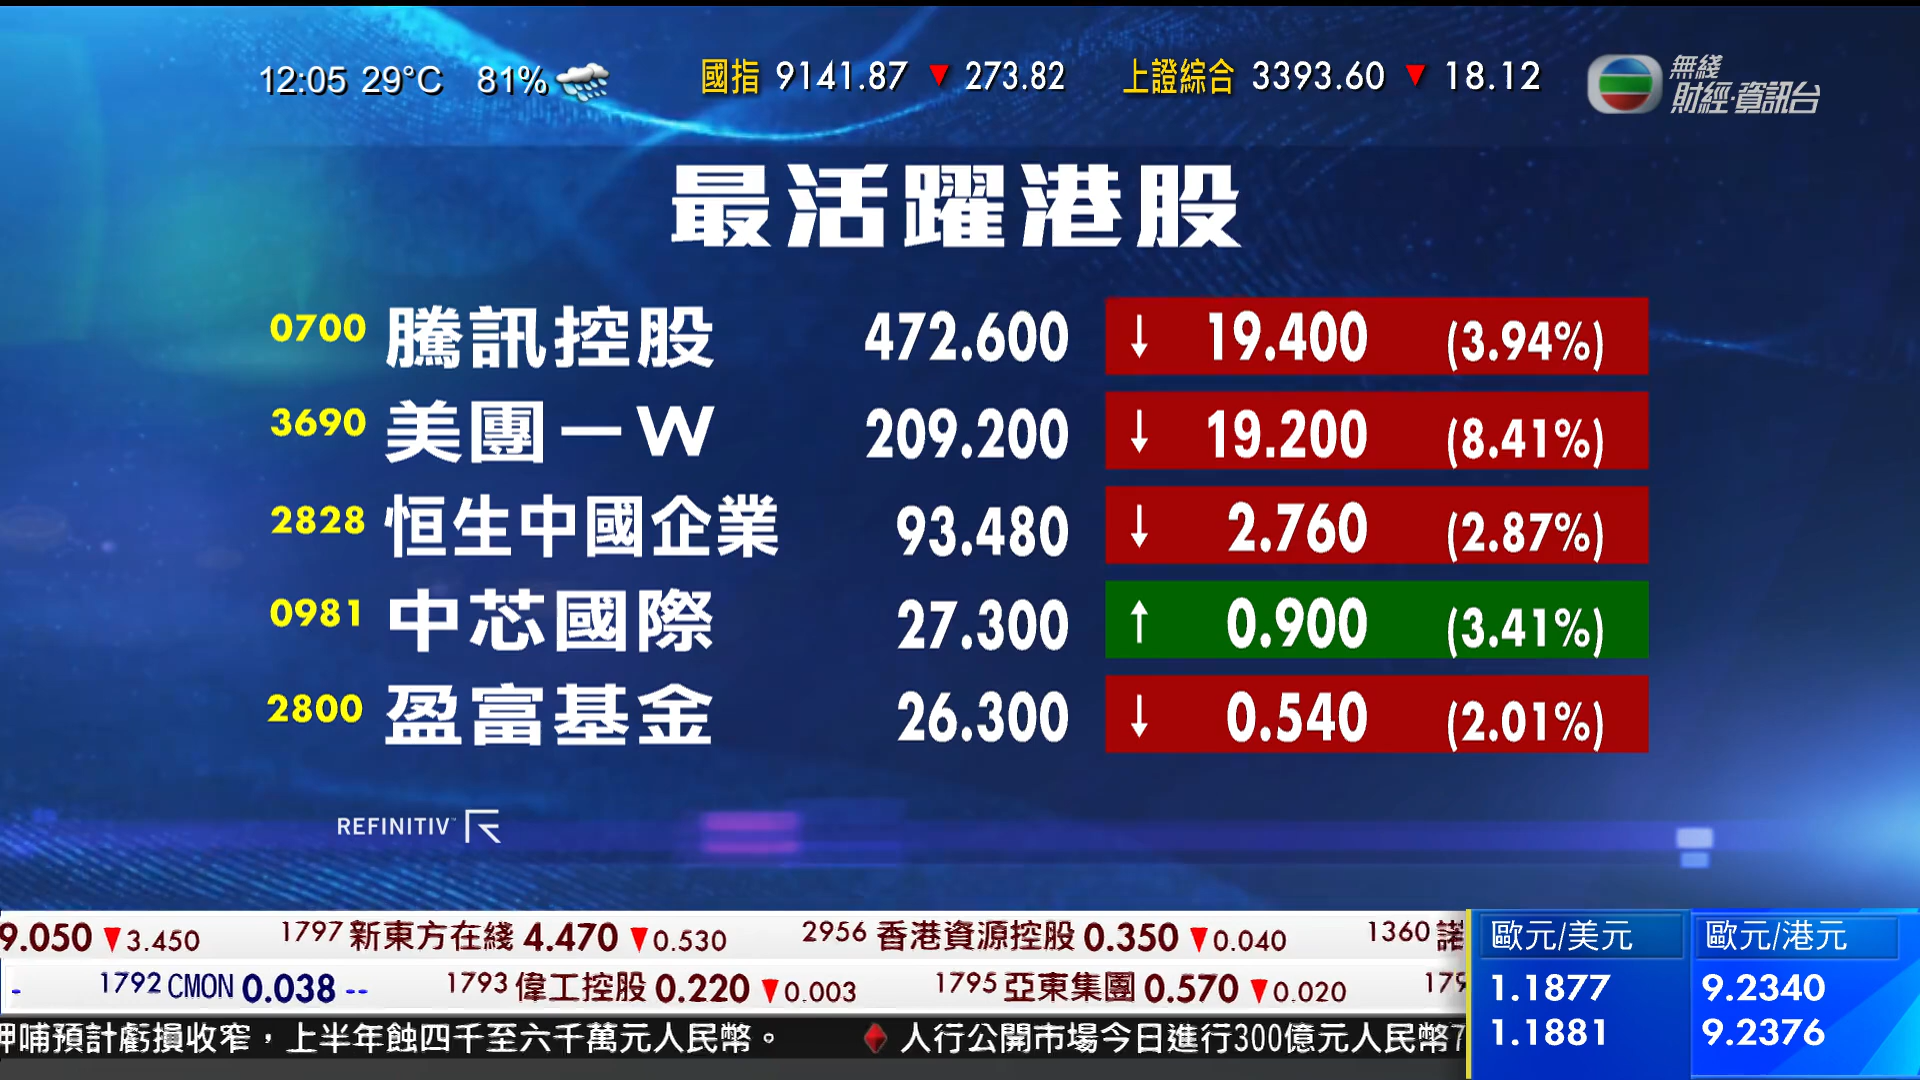 12:05 29°C 81% 國指 9141.87 ▼ 273.82 上證綜合 3393.60 ▼ 18.12
無綫
財經·資訊台
最活躍港股
0700 騰訊控股 472.600 ↓ 19.400 (3.94%)
3690 美團－W 209.200 ↓ 19.200 (8.41%)
2828 恒生中國企業 93.480 ↓ 2.760 (2.87%)
0981 中芯國際 27.300 ↑ 0.900 (3.41%)
2800 盈富基金 26.300 ↓ 0.540 (2.01%)
REFINITIV
9.050 ▼3.450 1797 新東方在綫 4.470 ▼0.530 2956 香港資源控股 0.350 ▼0.040 1360
- 1792 CMON 0.038 -- 1793 偉工控股 0.220 ▼0.003 1795 亞東集團 0.570 ▼0.020 179
哺預計虧損收窄，上半年蝕四千至六千萬元人民幣。 ♦ 人行公開市場今日進行300億元人民幣7
歐元/美元 歐元/港元
1.1877 9.2340
1.1881 9.2376